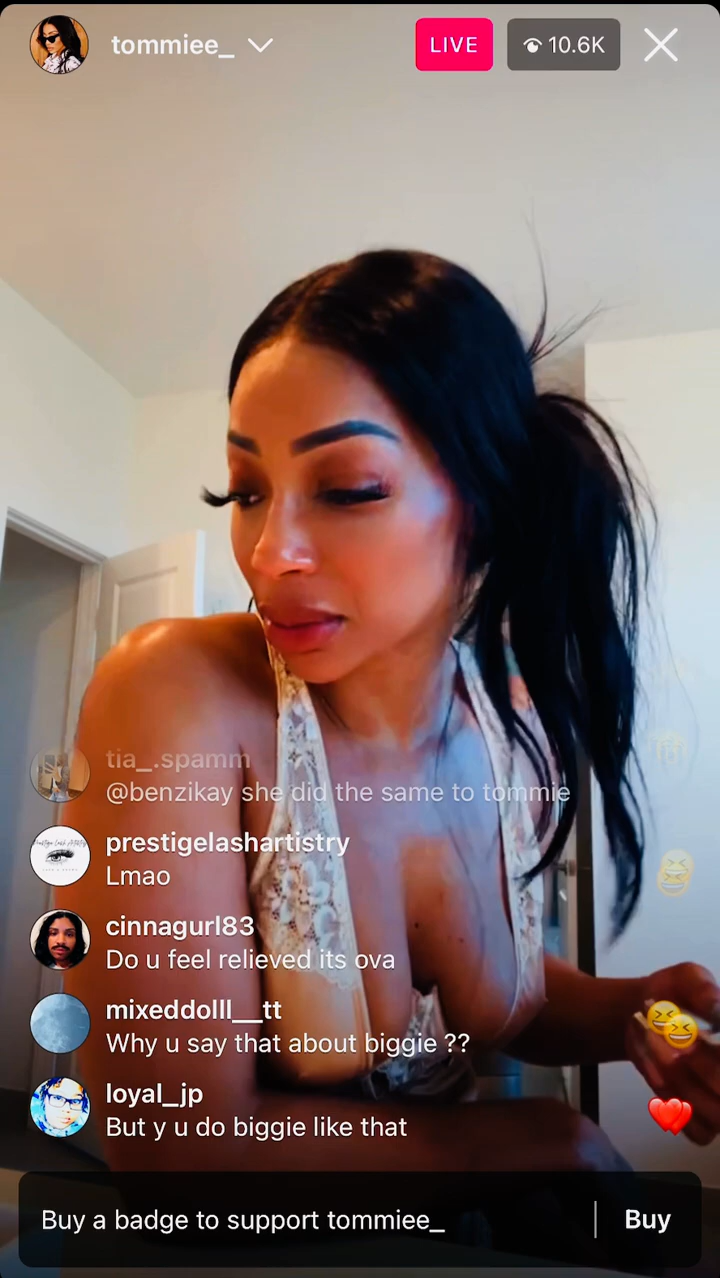 tommiee_
LIVE
10.6K
tia_.spamm
@benzikay she did the same to tommie
prestigelashartistry
Lmao
cinnagurl83
Do u feel relieved its ova
mixeddolll__tt
Why u say that about biggie ??
loyal_jp
But y u do biggie like that
Buy a badge to support tommiee_
Buy